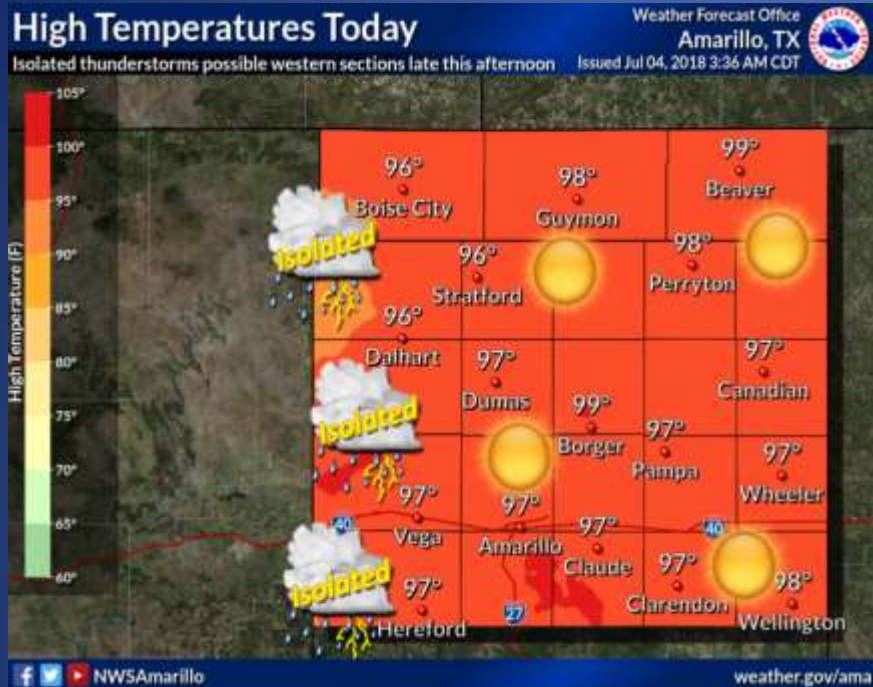 High Temperatures Today
Isolated thunderstorms possible western sections late this afternoon
Weather Forecast Office
Amarillo, TX
Issued Jul 04, 2018 3:36 AM CDT
High Temperature (F)
105°
100°
95°
90°
85°
80°
75°
70°
65°
60°
96°
Boise City
98°
Guymon
99°
Beaver
Isolated
96°
Stratford
98°
Perryton
96°
Dalhart
97°
Dumas
97°
Canadian
Isolated
99°
Borger
97°
Pampa
97°
Wheeler
97°
Vega
40
97°
Amarillo
97°
Claude
40
Isolated
97°
Hereford
27
97°
Clarendon
98°
Wellington
NWSAmarillo
weather.gov/ama